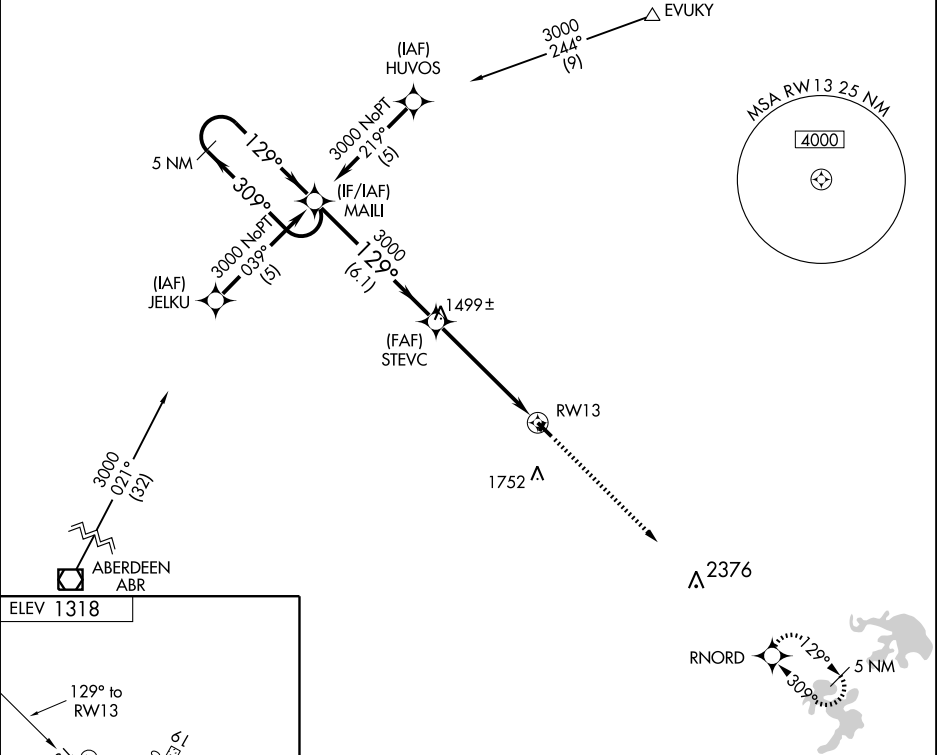 EVUKY
3000
244°
(9)
(IAF)
HUVOS
MSA RW13 25 NM
4000
3000 NoPT
219°
(5)
129°
5 NM
309°
(IF/IAF)
MAILI
3000 NoPT
039°
(5)
(IAF)
JELKU
3000
129°
(6.1)
1499±
(FAF)
STEVC
RW13
1752
3000
021°
(32)
ABERDEEN
ABR
2376
ELEV 1318
RNORD
129°
5 NM
309°
129° to
RW13
19